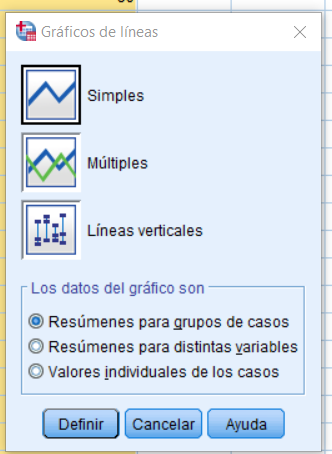 Gráficos de líneas
Simples
Múltiples
Líneas verticales
Los datos del gráfico son
Resúmenes para grupos de casos
Resúmenes para distintas variables
Valores individuales de los casos
Definir Cancelar Ayuda